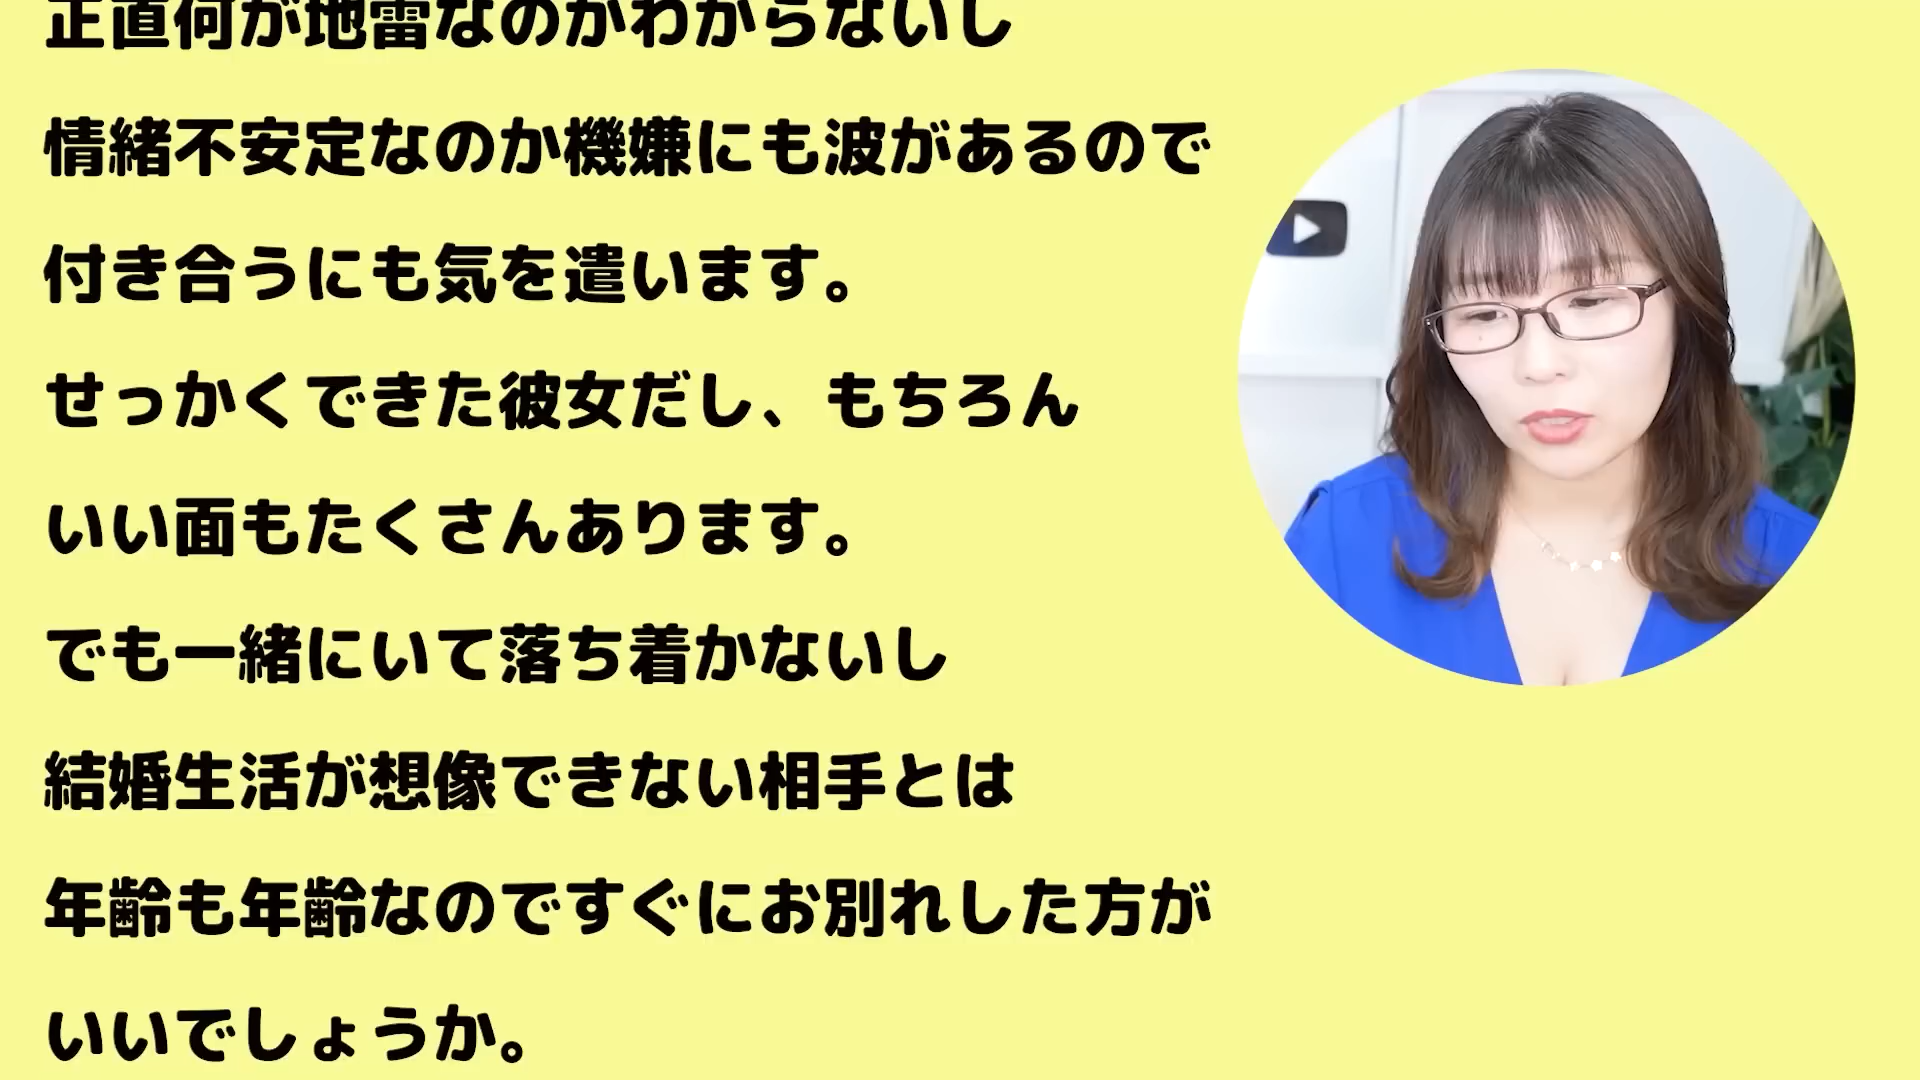 正直何が地雷なのかわからないし
情緒不安定なのか機嫌にも波があるので
付き合うにも気を遣います。
せっかくできた彼女だし、もちろん
いい面もたくさんあります。
でも一緒にいて落ち着かないし
結婚生活が想像できない相手とは
年齢も年齢なのですぐにお別れした方が
いいでしょうか。